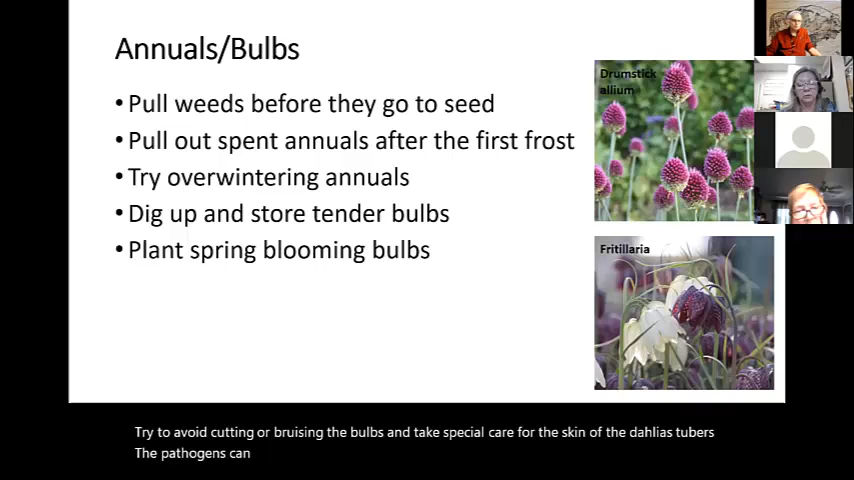 Annuals/Bulbs
• Pull weeds before they go to seed
• Pull out spent annuals after the first frost
• Try overwintering annuals
• Dig up and store tender bulbs
• Plant spring blooming bulbs
Drumstick
allium
Fritillaria
Try to avoid cutting or bruising the bulbs and take special care for the skin of the dahlias tubers
The pathogens can